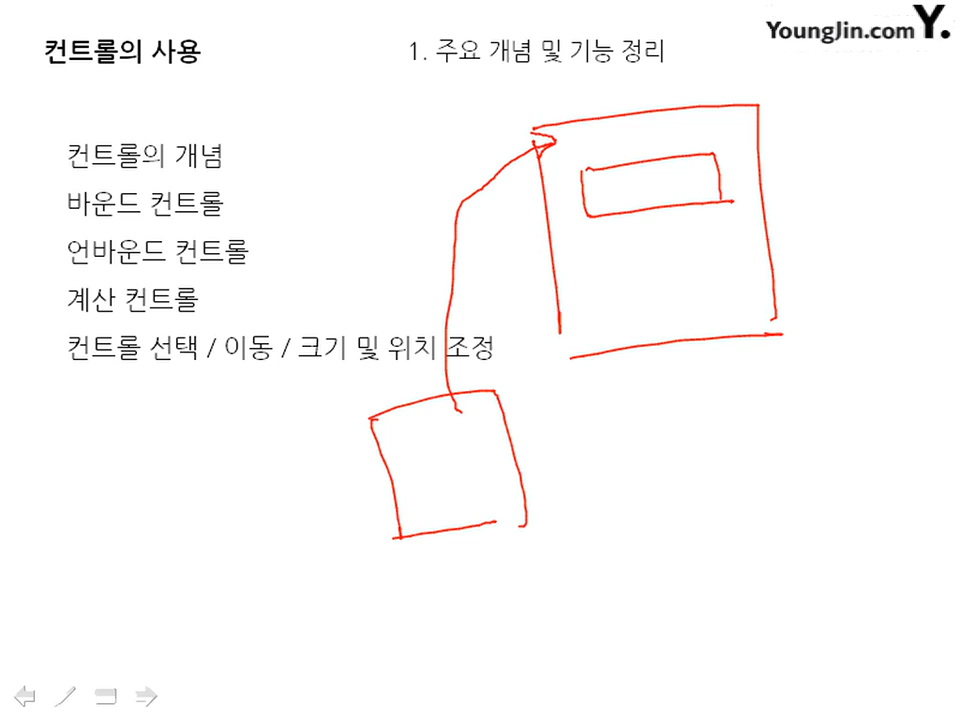 YoungJin.com Y.
컨트롤의 사용
1. 주요 개념 및 기능 정리
컨트롤의 개념
바운드 컨트롤
언바운드 컨트롤
계산 컨트롤
컨트롤 선택 / 이동 / 크기 및 위치 조정